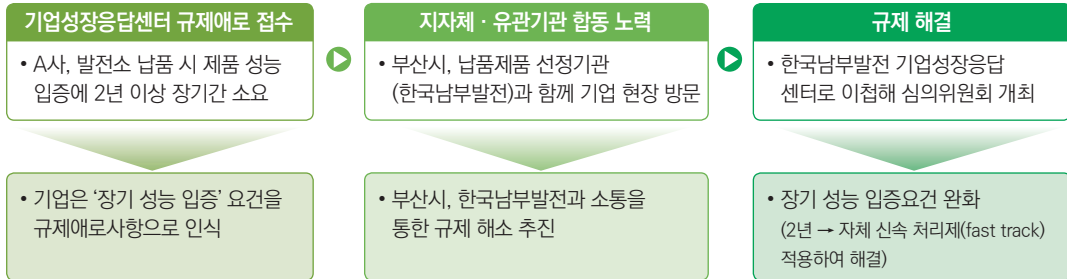 기업성장응답센터 규제애로 접수
• A사, 발전소 납품 시 제품 성능
입증에 2년 이상 장기간 소요
• 기업은 ‘장기 성능 입증’ 요건을
규제애로사항으로 인식
지자체 · 유관기관 합동 노력
• 부산시, 납품제품 선정기관
(한국남부발전)과 함께 기업 현장 방문
• 부산시, 한국남부발전과 소통을
통한 규제 해소 추진
규제 해결
• 한국남부발전 기업성장응답
센터로 이첩해 심의위원회 개최
• 장기 성능 입증요건 완화
(2년 → 자체 신속 처리제(fast track)
적용하여 해결)